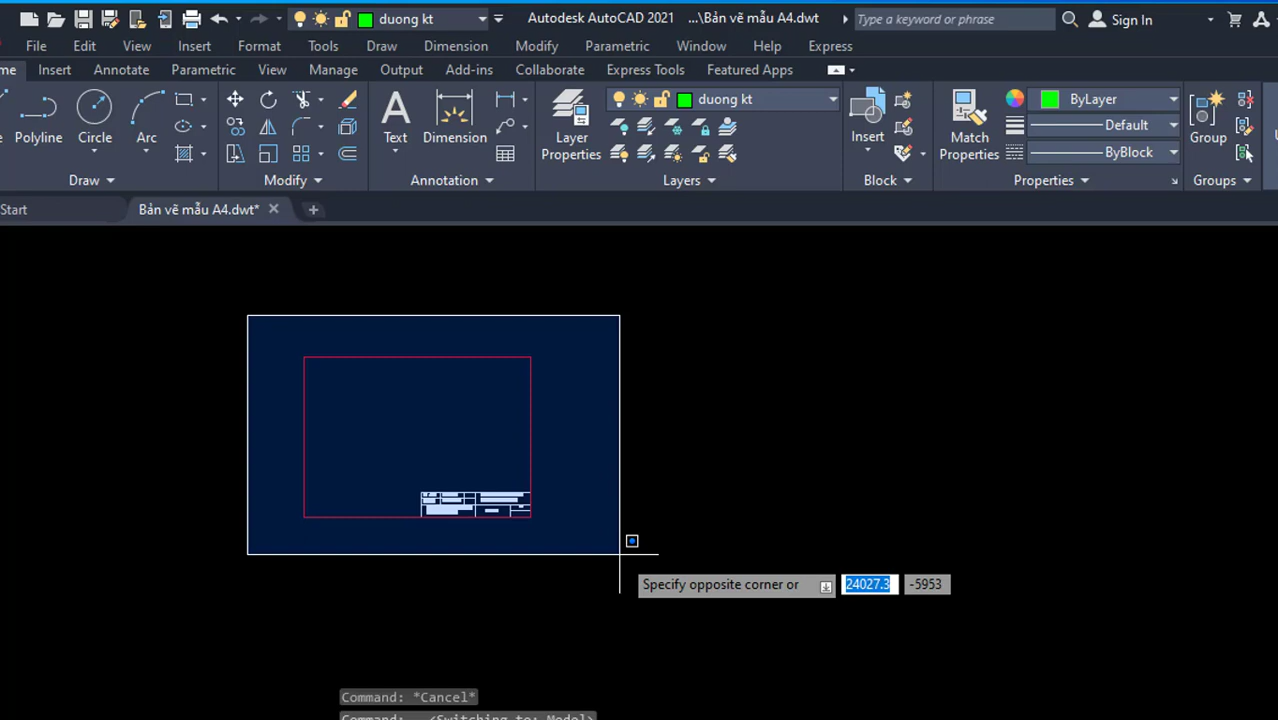 duong kt Autodesk AutoCAD 2021 ...\Bản vẽ mẫu A4.dwt Type a keyword or phrase Sign In
File Edit View Insert Format Tools Draw Dimension Modify Parametric Window Help Express
me Insert Annotate Parametric View Manage Output Add-ins Collaborate Express Tools Featured Apps
duong kt ByLayer
Default
Polyline Circle Arc Text Dimension Layer Properties Insert Match Properties ByBlock Group
Draw Modify Annotation Layers Block Properties Groups
Start Bản vẽ mẫu A4.dwt* +
Specify opposite corner or 24027.3 -5953
Command: *Cancel*
Command: <Switching to: Model>